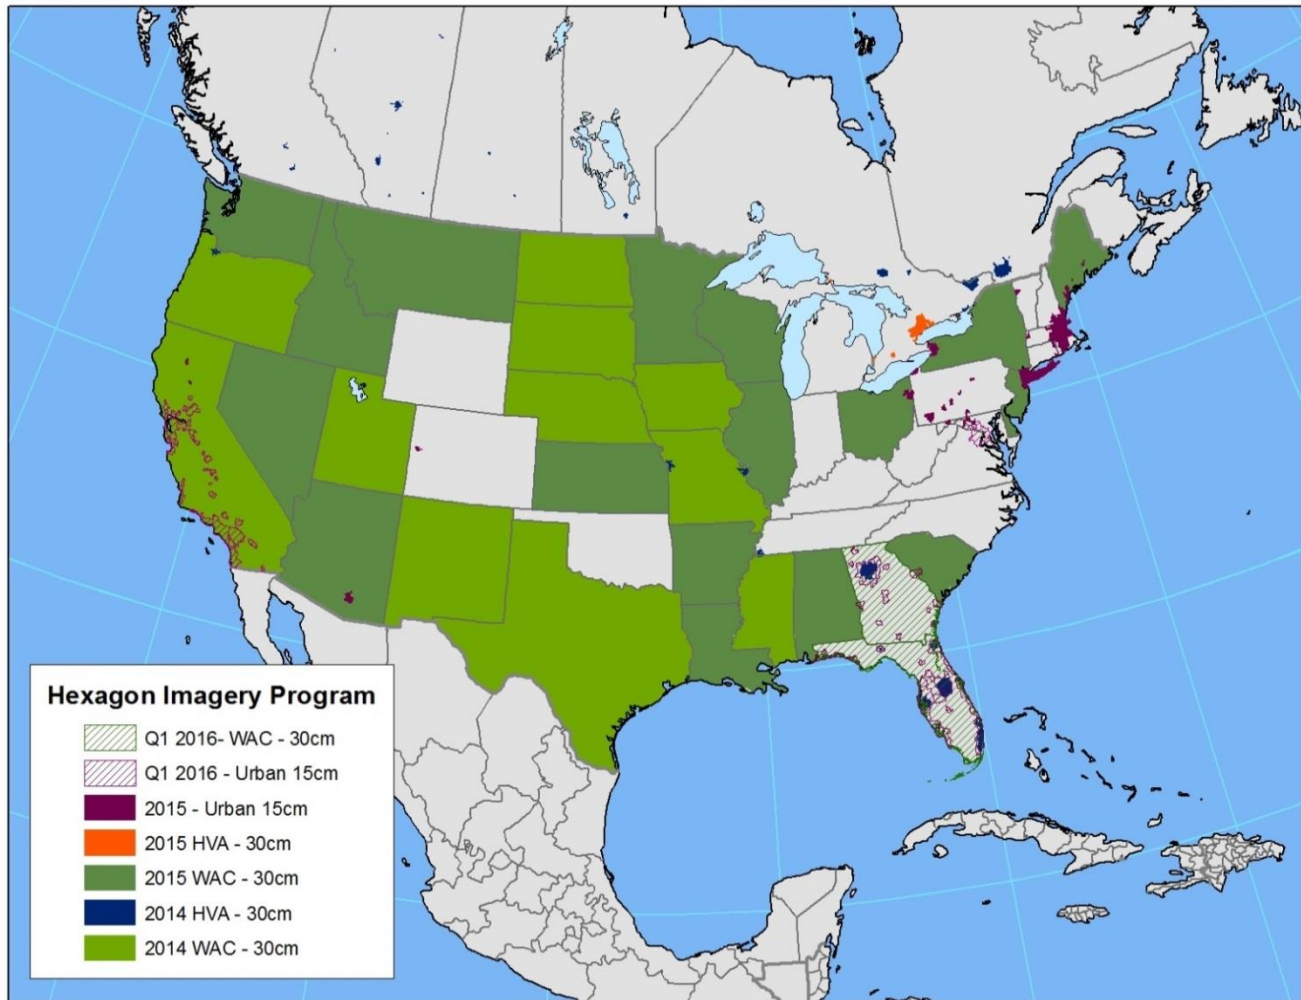 Hexagon Imagery Program
Q1 2016- WAC - 30cm
Q1 2016 - Urban 15cm
2015 - Urban 15cm
2015 HVA - 30cm
2015 WAC - 30cm
2014 HVA - 30cm
2014 WAC - 30cm